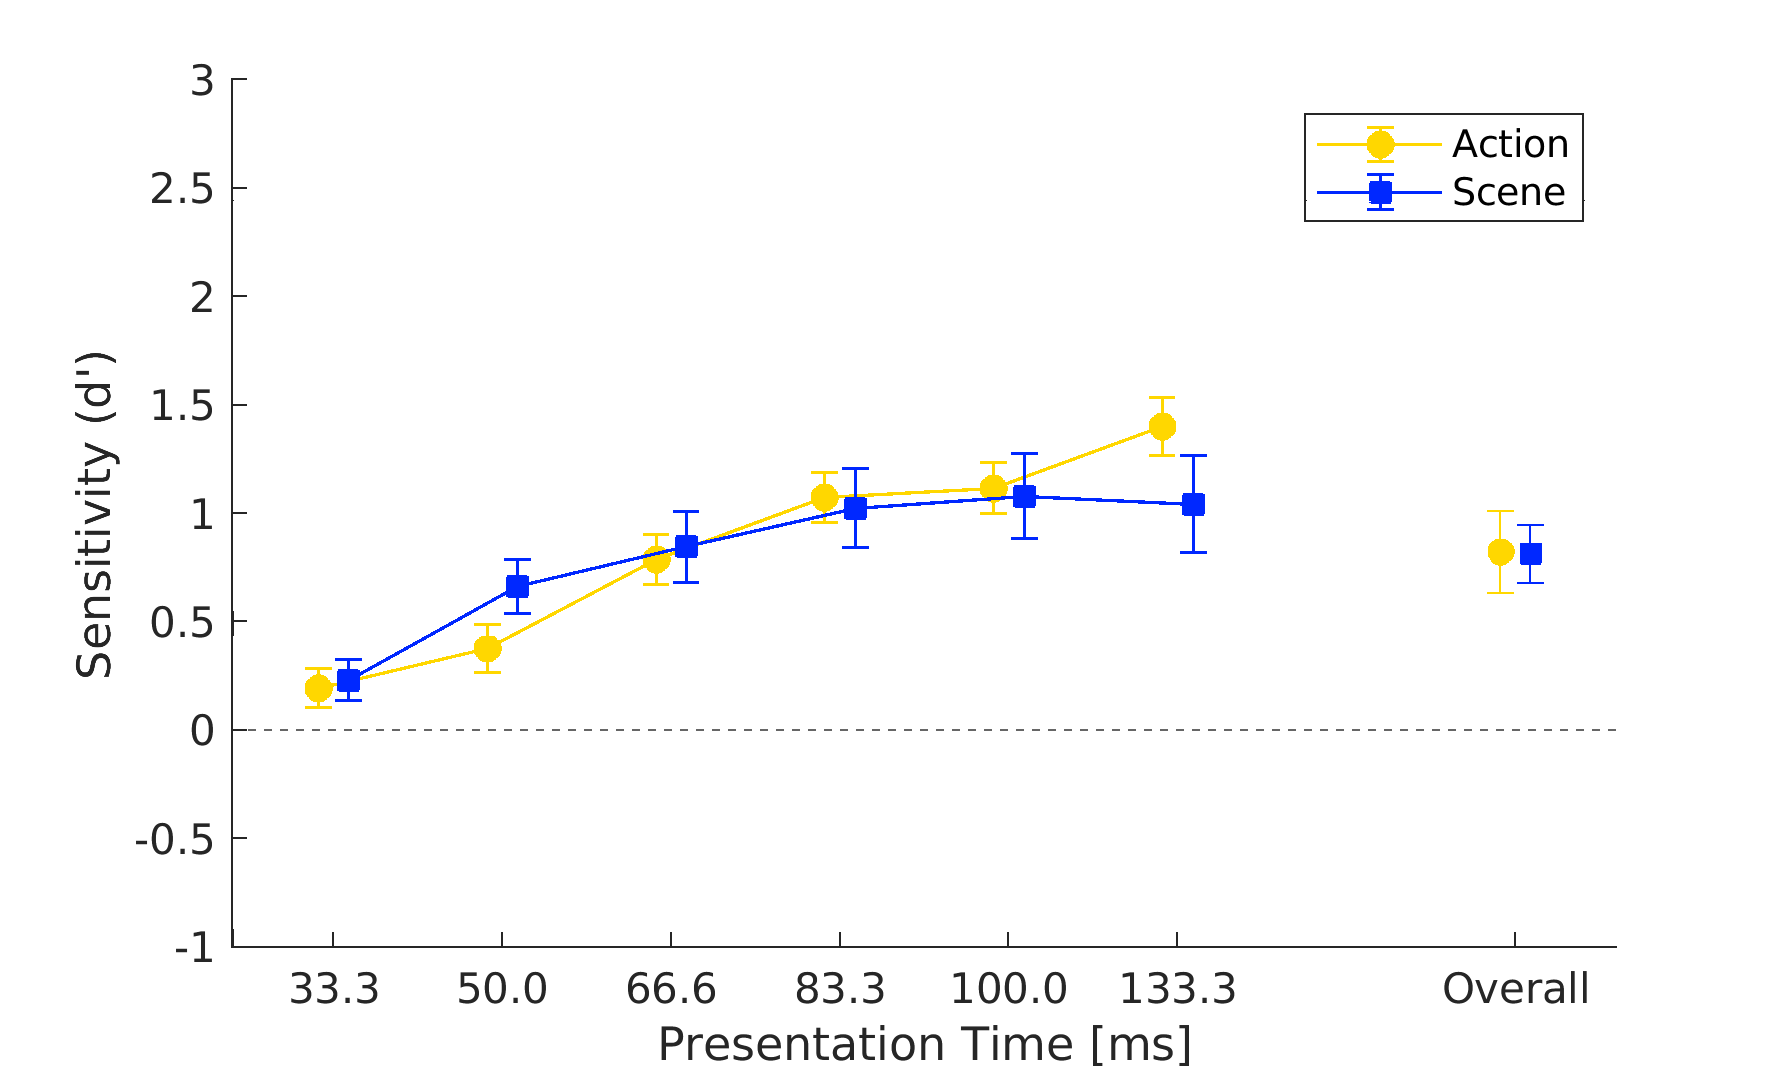 3
2.5
2
1.5
1
0.5
0
-0.5
-1
Sensitivity (d')
Action
Scene
33.3 50.0 66.6 83.3 100.0 133.3 Overall
Presentation Time [ms]